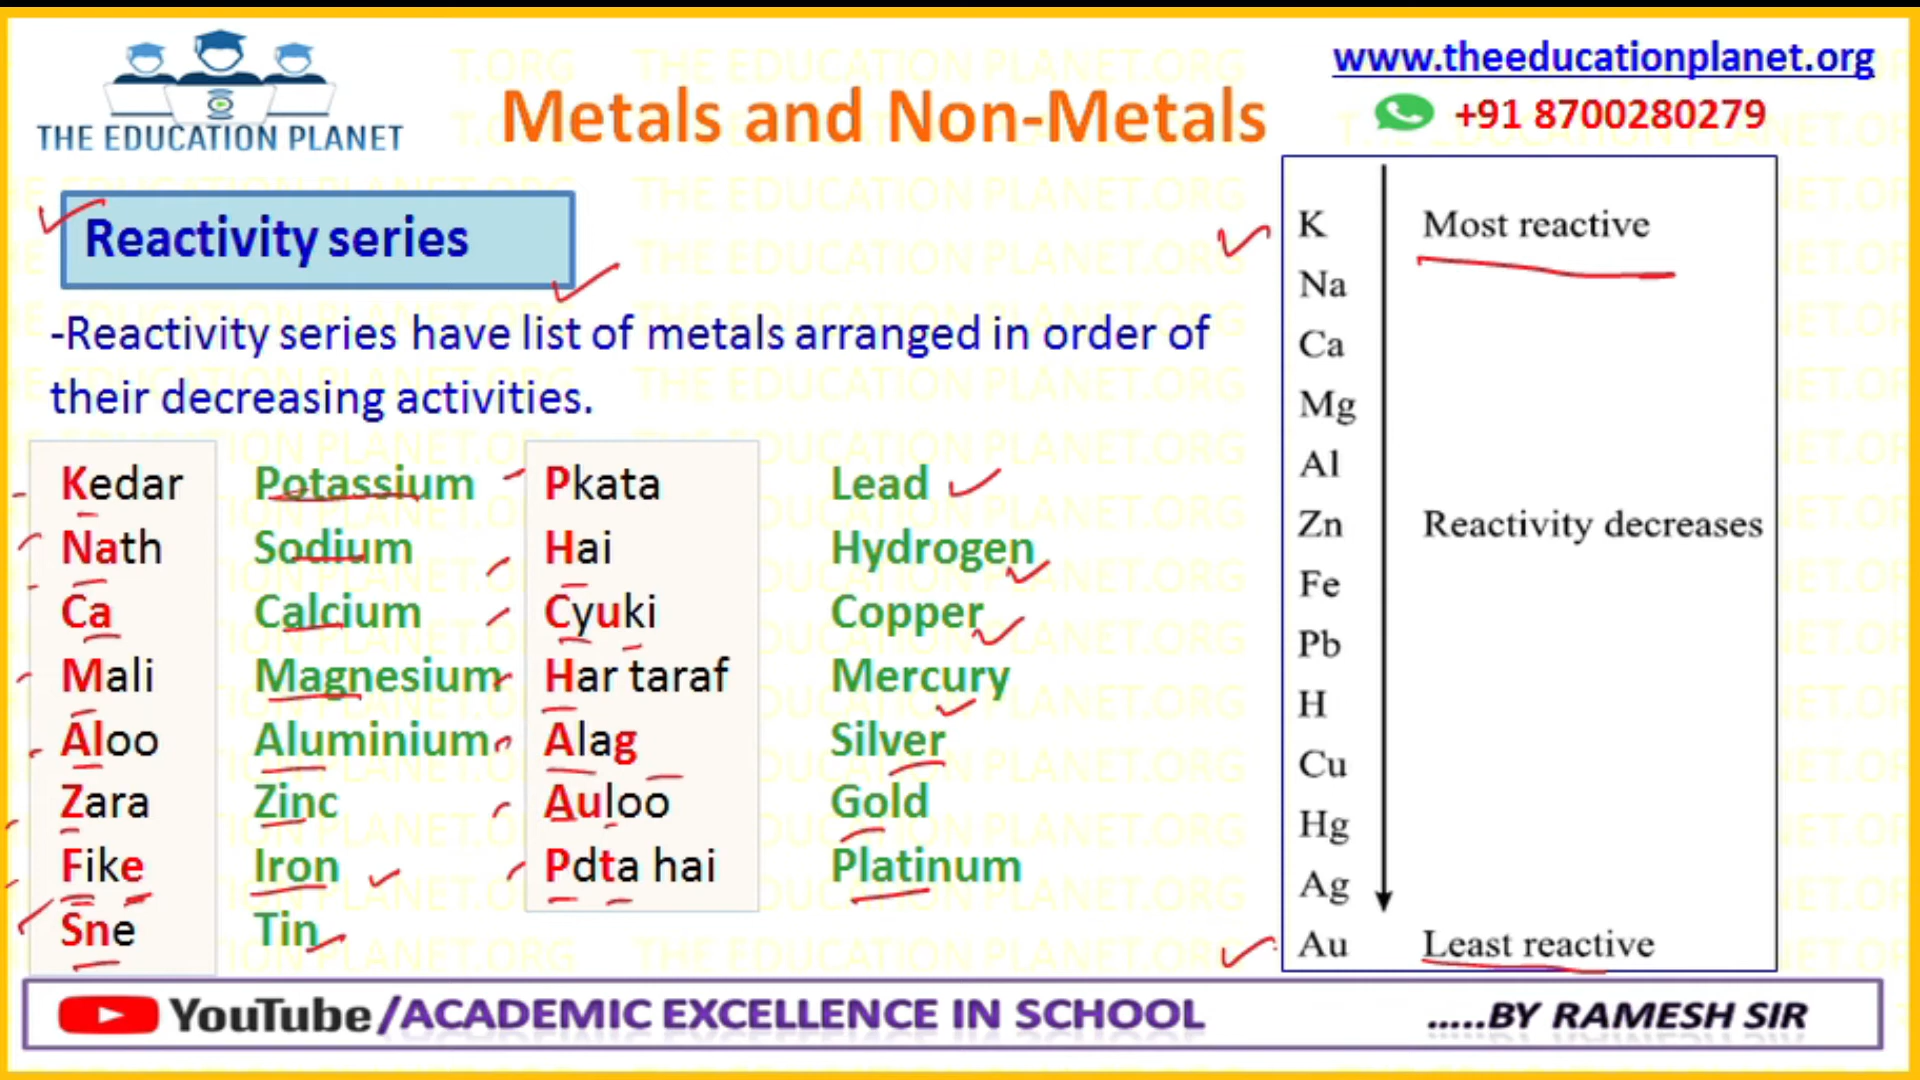 THE EDUCATION PLANET
Metals and Non-Metals
www.theeducationplanet.org
+91 8700280279
Reactivity series
-Reactivity series have list of metals arranged in order of
their decreasing activities.
Kedar Potassium
Nath Sodium
Ca Calcium
Mali Magnesium
Aloo Aluminium
Zara Zinc
Fike Iron
Sne Tin
Pkata Lead
Hai Hydrogen
Cyuki Copper
Har taraf Mercury
Alag Silver
Auloo Gold
Pdta hai Platinum
K Most reactive
Na
Ca
Mg
Al
Zn Reactivity decreases
Fe
Pb
H
Cu
Hg
Ag
Au Least reactive
YouTube/ACADEMIC EXCELLENCE IN SCHOOL
.....BY RAMESH SIR